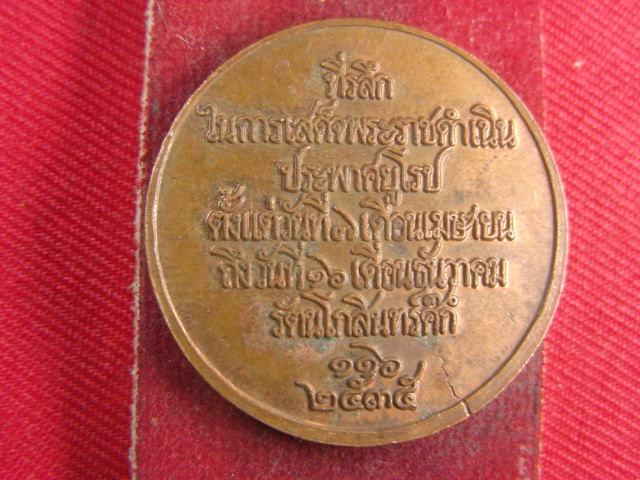 ที่รลึก
ในการเสด็จพระราชดำเนิน
ประพาศยูโรป
ตั้งแต่วันที่ ๖ เดือนเมษายน
ถึงวันที่ ๑๖ เดือนธันวาคม
รัตนโกสินทร์ศ๊ก
๑๑๖
๒๕๓๕